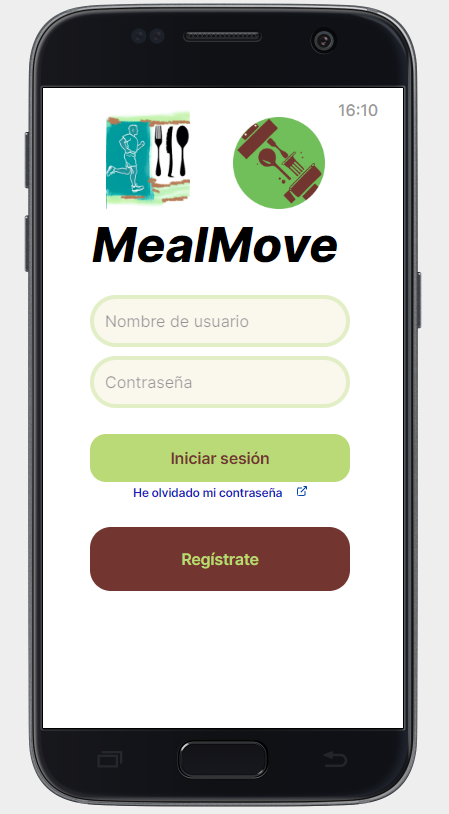 16:10
MealMove
Nombre de usuario
Contraseña
Iniciar sesión
He olvidado mi contraseña
Regístrate